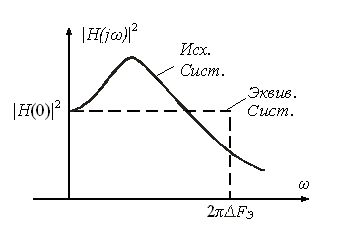 |H(jω)|²
Исх.
Сист.
Эквив.
Сист.
|H(0)|²
ω
2πΔFЭ